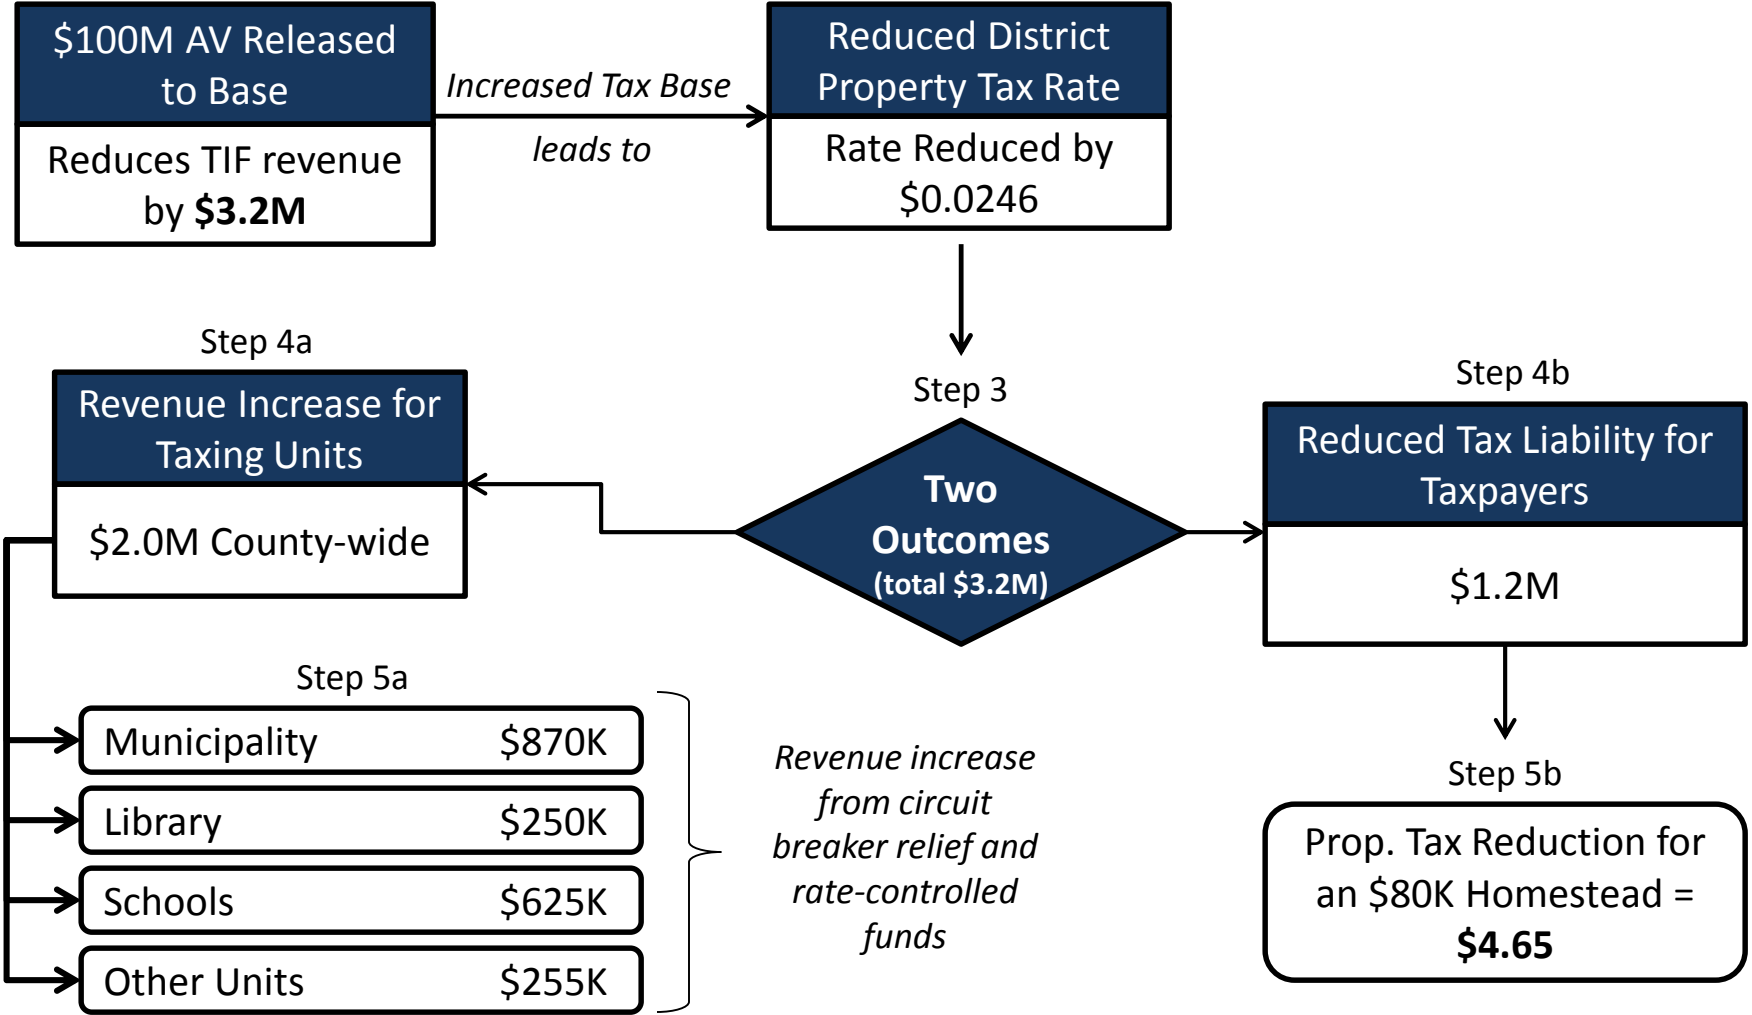 $100M AV Released
to Base
Reduces TIF revenue
by $3.2M
Increased Tax Base
leads to
Reduced District
Property Tax Rate
Rate Reduced by
$0.0246
Step 3
Two
Outcomes
(total $3.2M)
Step 4a
Revenue Increase for
Taxing Units
$2.0M County-wide
Step 4b
Reduced Tax Liability for
Taxpayers
$1.2M
Step 5a
Municipality $870K
Library $250K
Schools $625K
Other Units $255K
Revenue increase
from circuit
breaker relief and
rate-controlled
funds
Step 5b
Prop. Tax Reduction for
an $80K Homestead =
$4.65